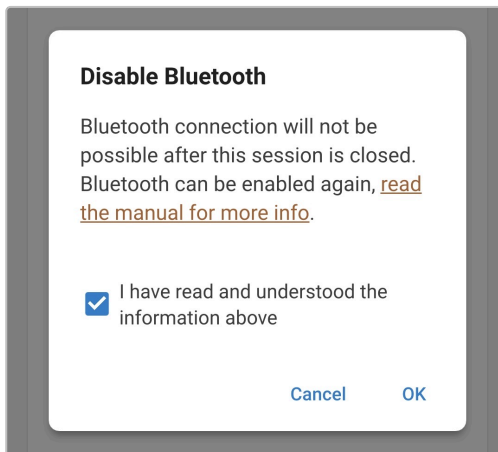 Disable Bluetooth
Bluetooth connection will not be
possible after this session is closed.
Bluetooth can be enabled again, read
the manual for more info.
I have read and understood the
information above
Cancel OK